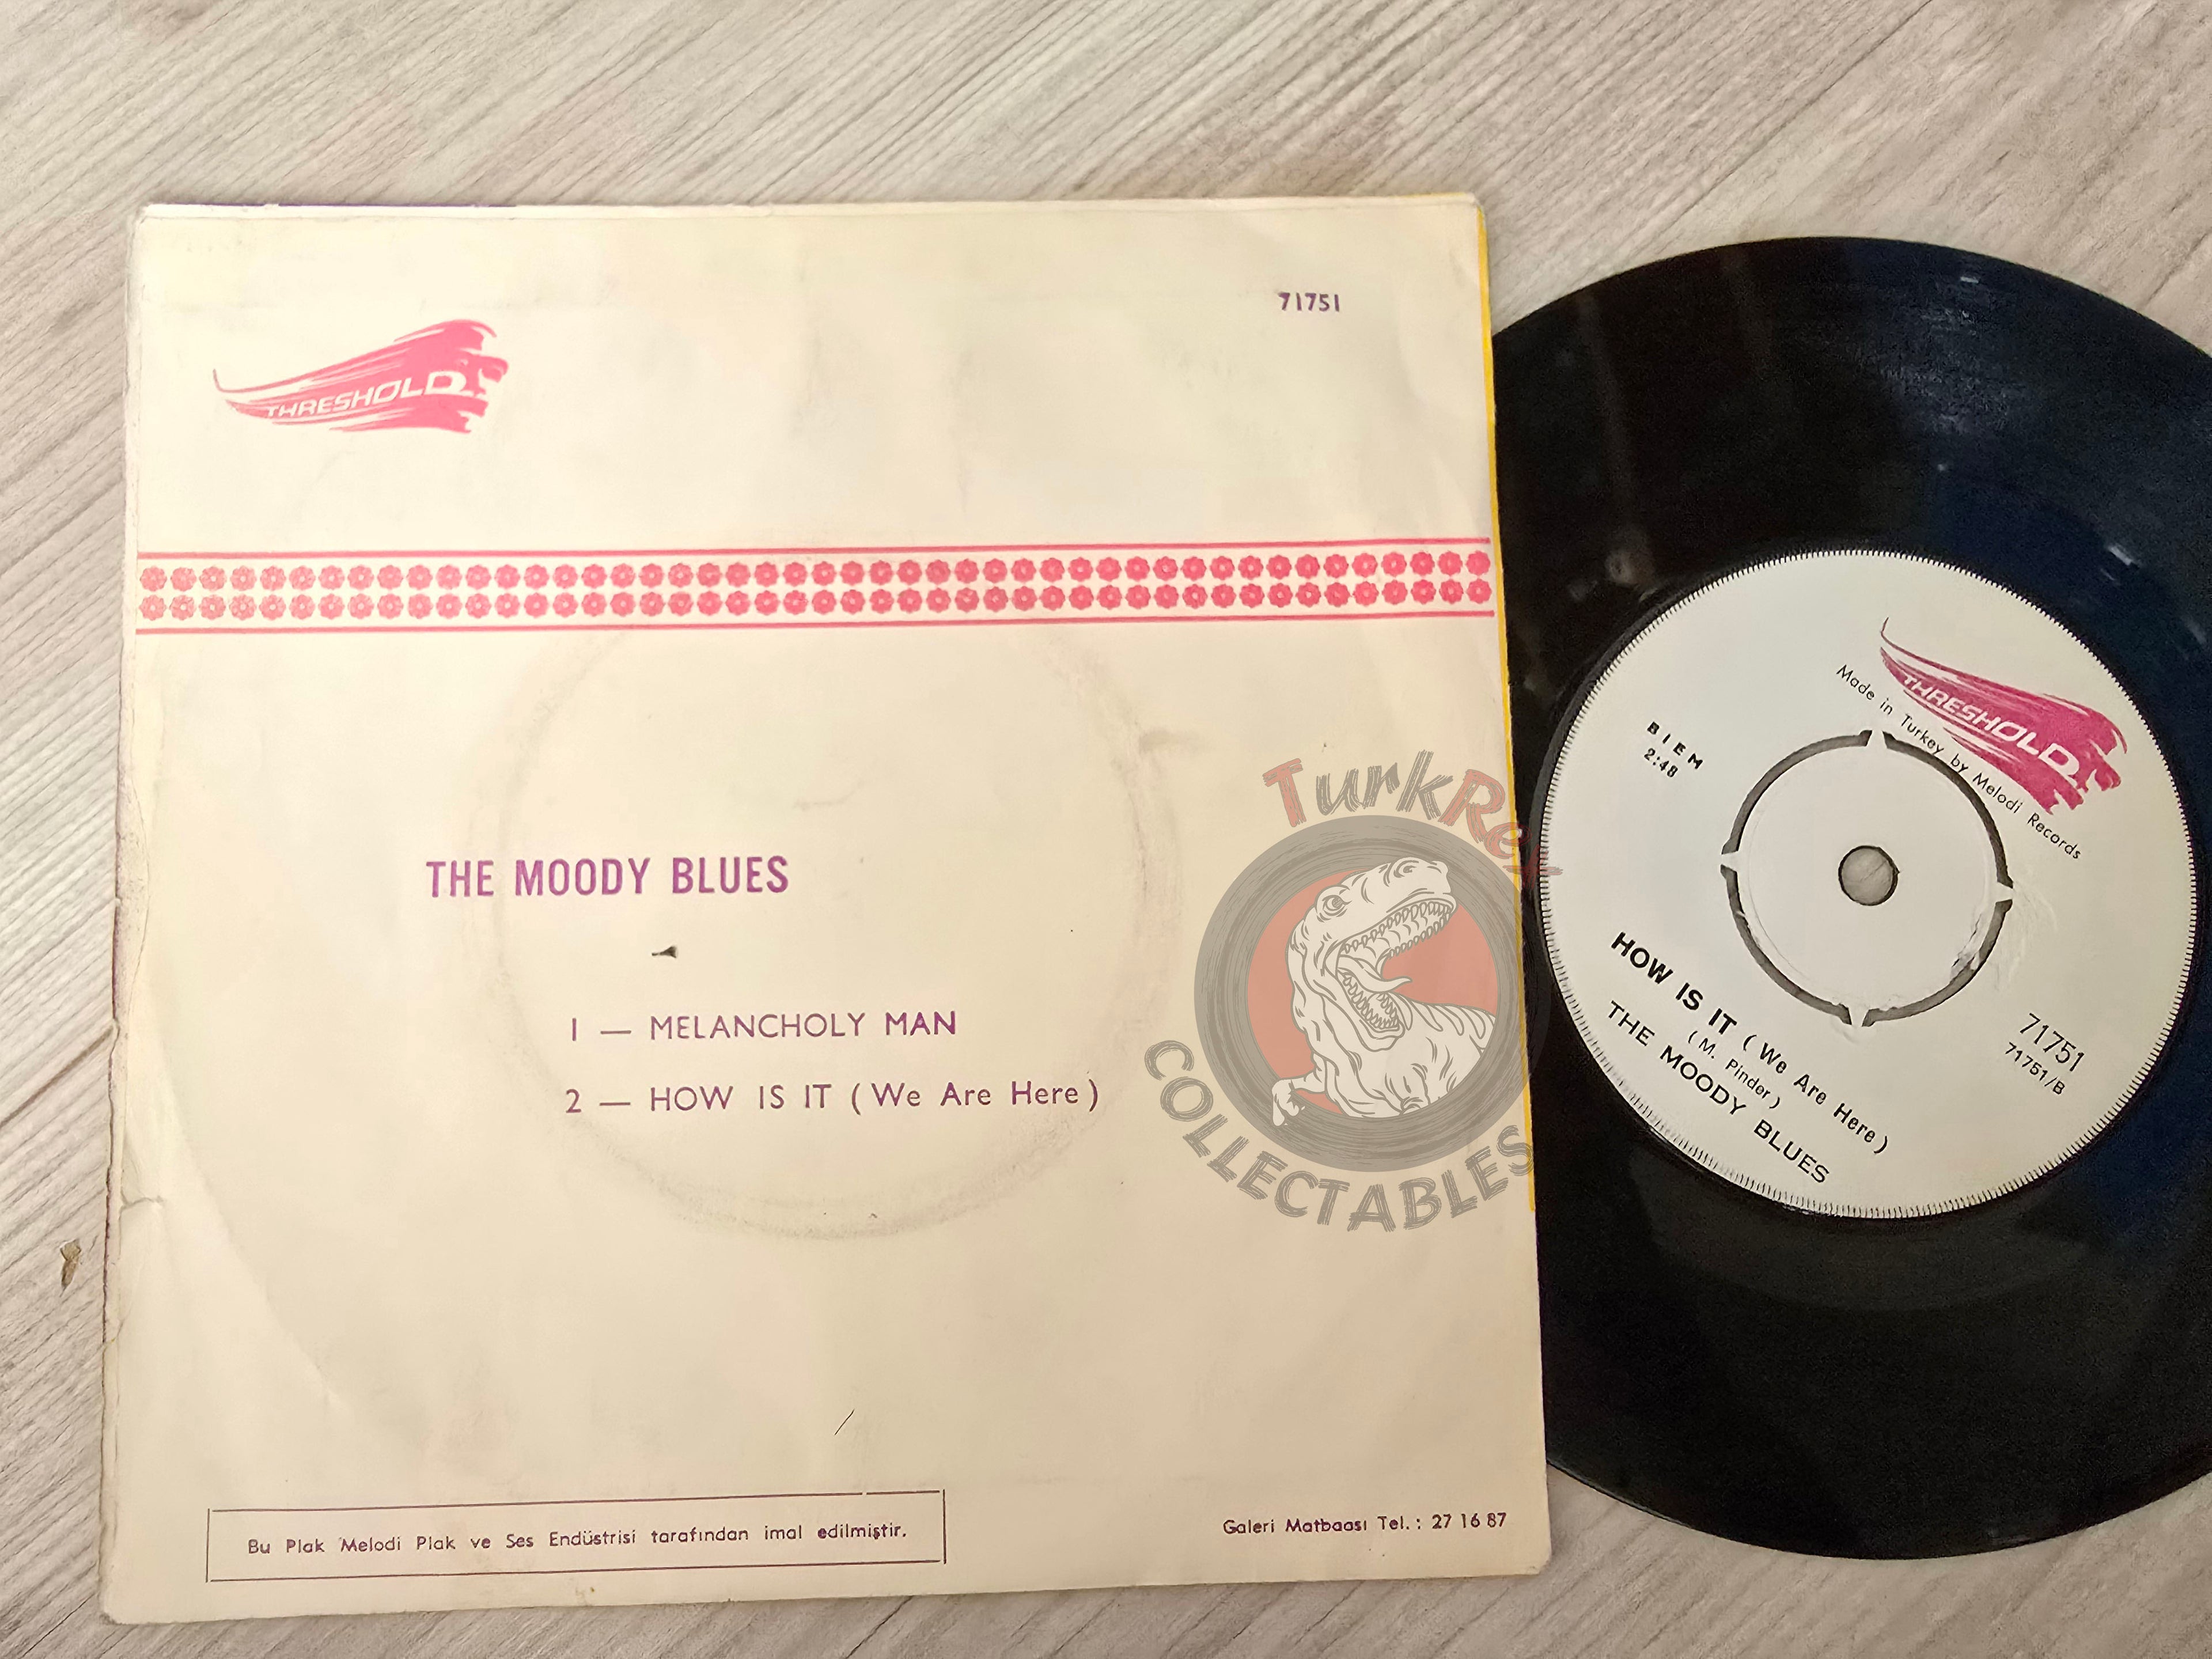 71751
THRESHOLD
THE MOODY BLUES
1 — MELANCHOLY MAN
2 — HOW IS IT (We Are Here)
Bu Plak Melodi Plak ve Ses Endüstrisi tarafından imal edilmiştir.
Galeri Matbaası Tel.: 27 16 87
TurkRex
COLLECTABLES
THRESHOLD
Made in Turkey by Melodi Records
BIEM
2:48
71751
71751/B
HOW IS IT (We Are Here)
(M. Pinder)
THE MOODY BLUES